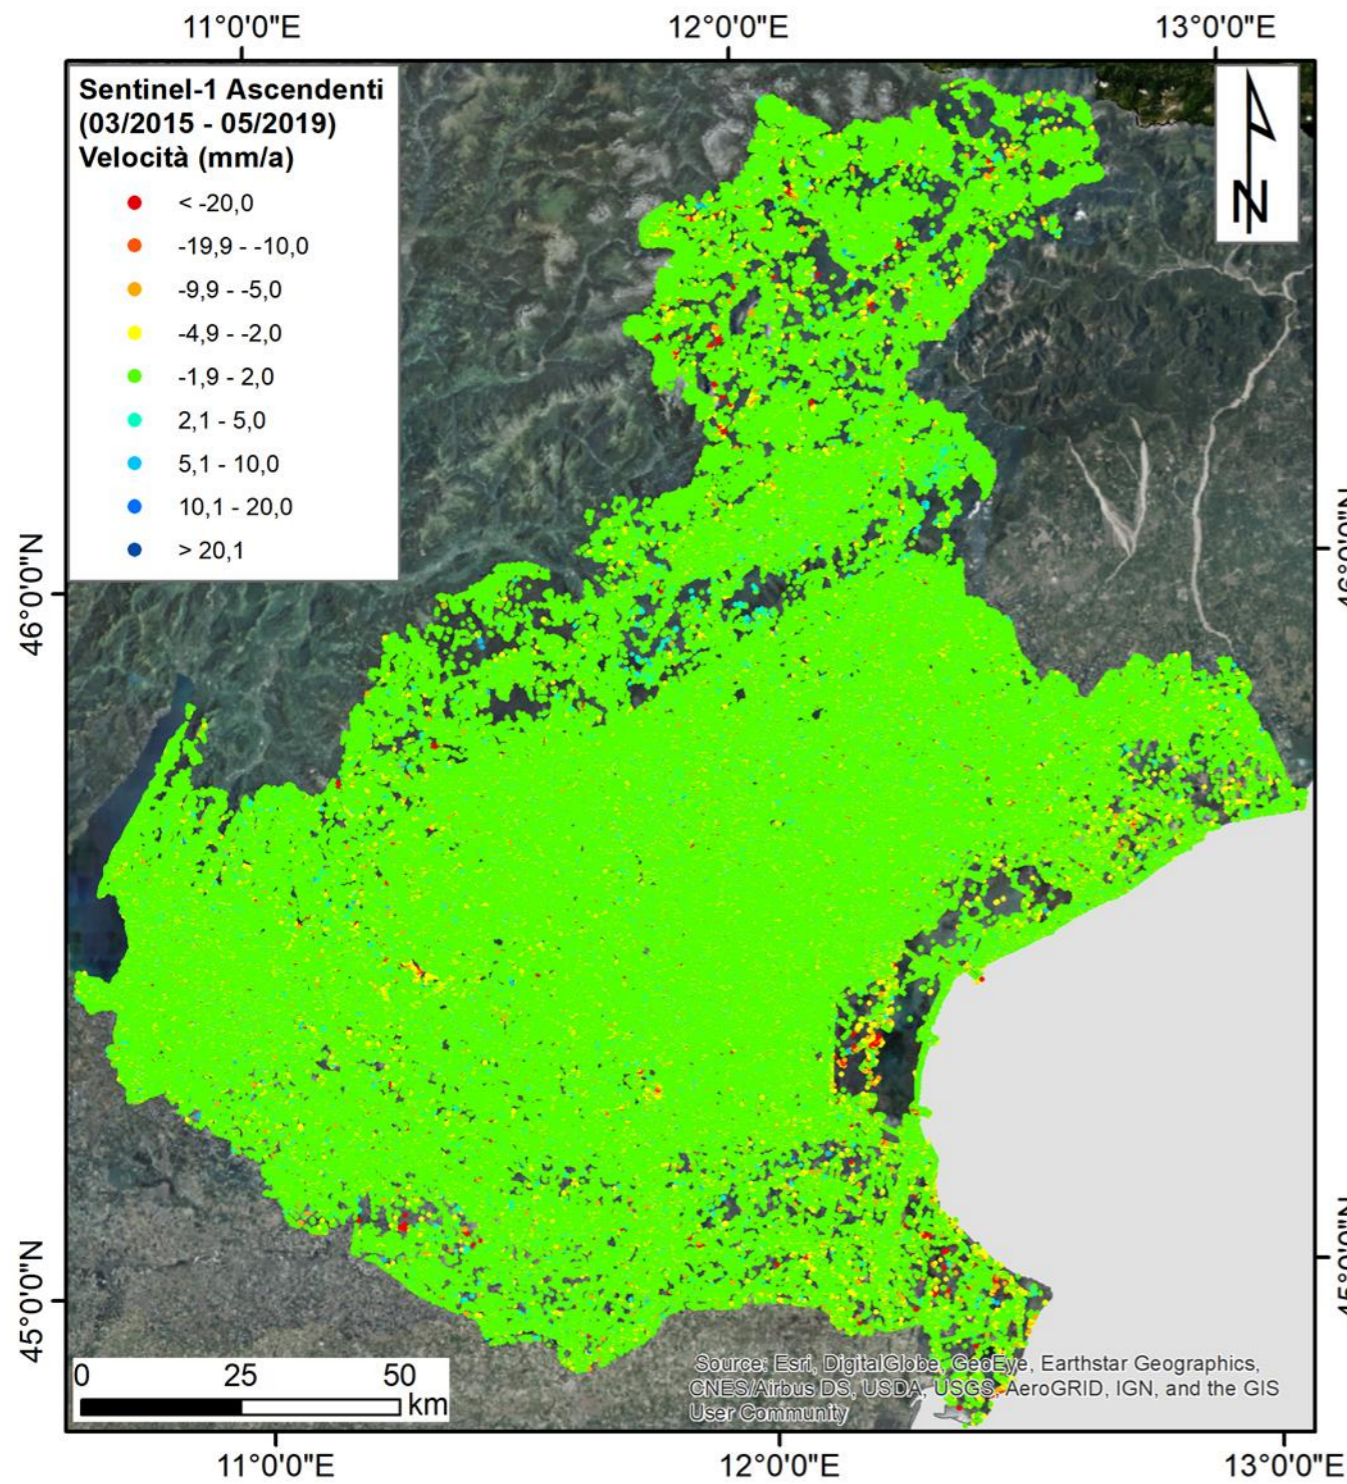 11°0'0"E 12°0'0"E 13°0'0"E
Sentinel-1 Ascendenti
(03/2015 - 05/2019)
Velocità (mm/a)
< -20,0
-19,9 - -10,0
-9,9 - -5,0
-4,9 - -2,0
-1,9 - 2,0
2,1 - 5,0
5,1 - 10,0
10,1 - 20,0
> 20,1
N
46°0'0"N
46°0'0"N
45°0'0"N
45°0'0"N
0 25 50
km
Source: Esri, DigitalGlobe, GeoEye, Earthstar Geographics,
CNES/Airbus DS, USDA, USGS, AeroGRID, IGN, and the GIS
User Community
11°0'0"E 12°0'0"E 13°0'0"E